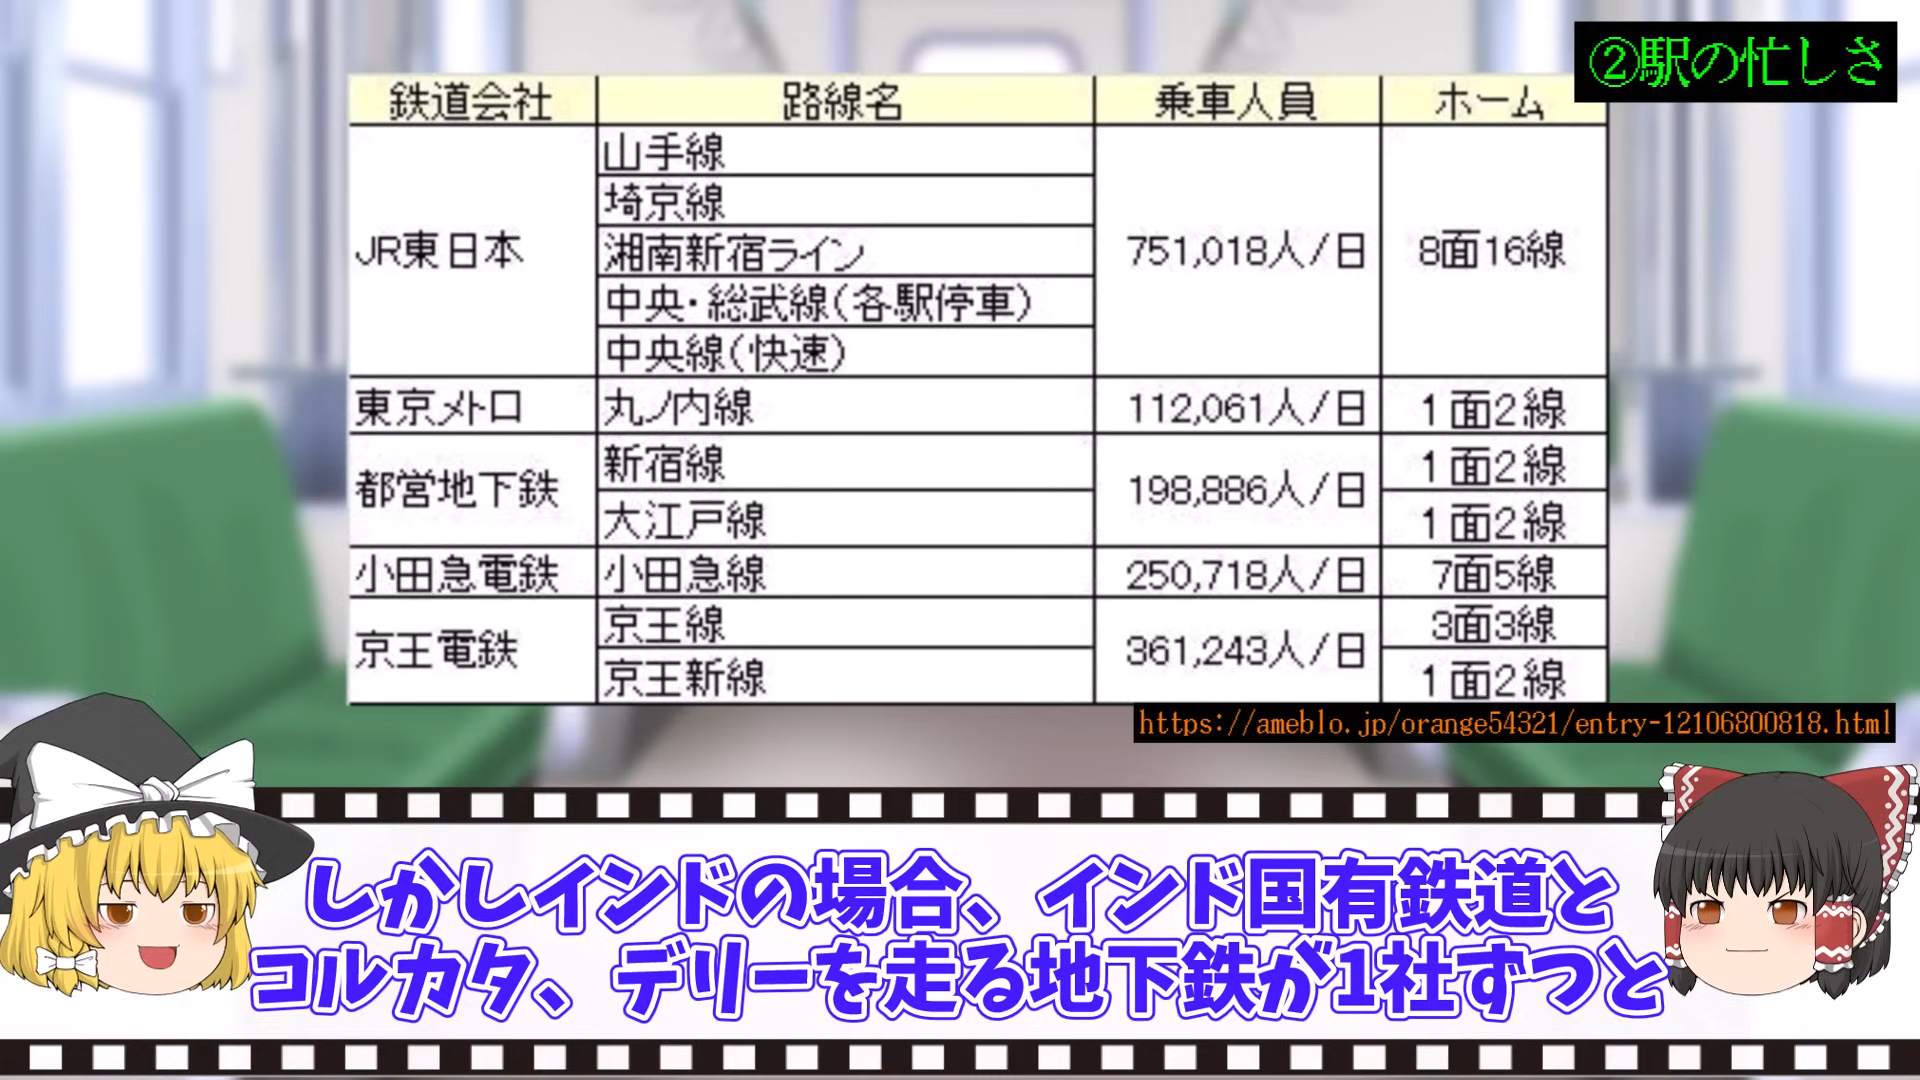 ②駅の忙しさ
鉄道会社 路線名 乗車人員 ホーム
JR東日本 山手線 751,018人/日 8面16線
埼京線
湘南新宿ライン
中央・総武線(各駅停車)
中央線(快速)
東京メトロ 丸ノ内線 112,061人/日 1面2線
都営地下鉄 新宿線 198,886人/日 1面2線
大江戸線 1面2線
小田急電鉄 小田急線 250,718人/日 7面5線
京王電鉄 京王線 361,243人/日 3面3線
京王新線 1面2線
https://ameblo.jp/orange54321/entry-12106800818.html
しかしインドの場合、インド国有鉄道と
コルカタ、デリーを走る地下鉄が1社ずつと